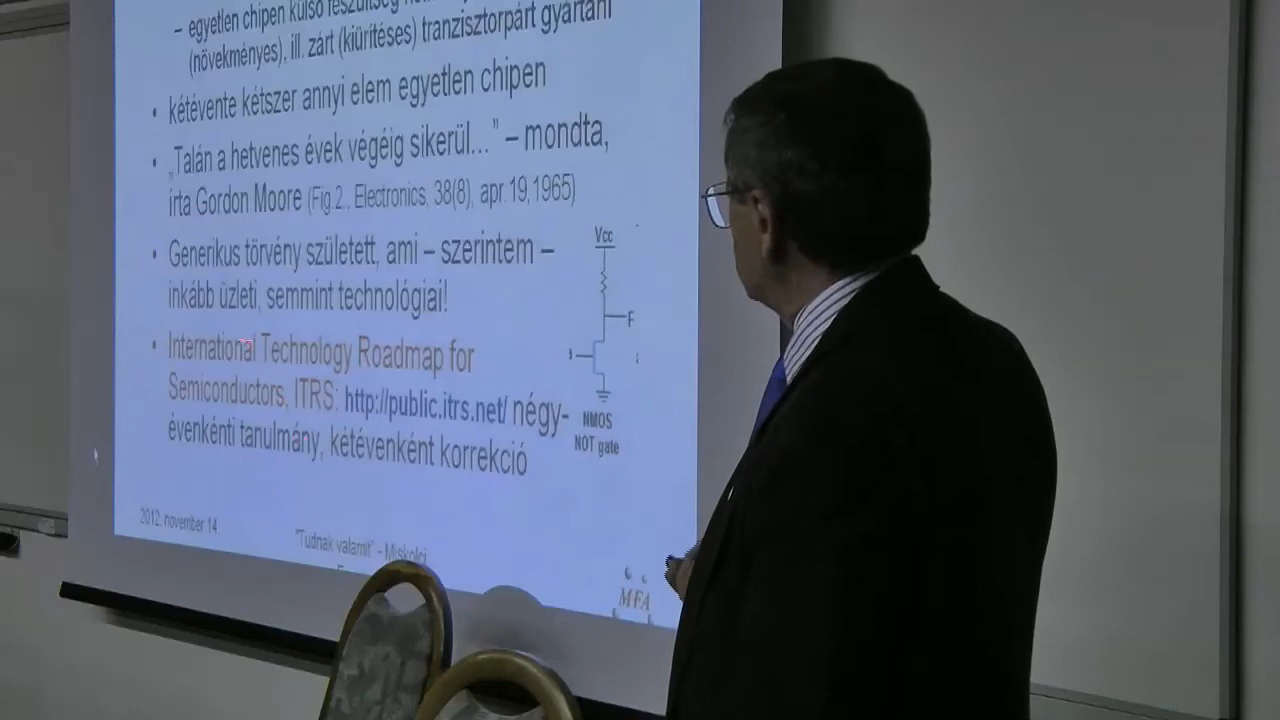 – egyetlen chipen külső feszültség
(növekményes), ill. zárt (kiürítéses) tranzisztorpárt gyártani
• kétévente kétszer annyi elem egyetlen chipen
• „Talán a hetvenes évek végéig sikerül...” – mondta,
írta Gordon Moore (Fig.2., Electronics, 38(8), apr.19,1965)
• Generikus törvény született, ami – szerintem –
inkább üzleti, semmint technológiai!
Vcc
F
• International Technology Roadmap for
Semiconductors, ITRS: http://public.itrs.net/ négy-
évenkénti tanulmány, kétévenként korrekció
NMOS
NOT gate
2012. november 14.
"Tudnak valamit" - Miskolci
MFA